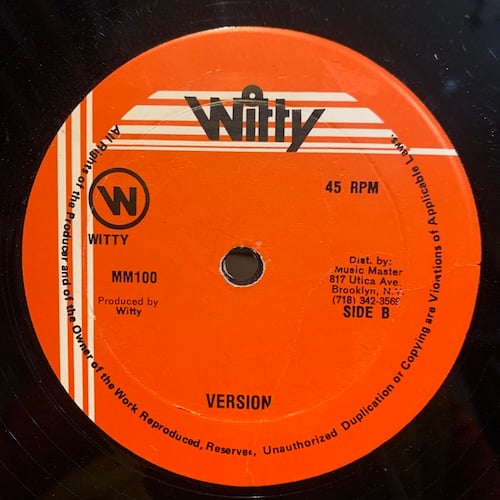 Witty
W
WITTY
45 RPM
MM100
Produced by
Witty
Dist. by:
Music Master
817 Utica Ave.
Brooklyn, N.Y.
(718) 342-3569
SIDE B
VERSION
All Rights of the Producer and of the Owner of the Work Reproduced, Reserves, Unauthorized Duplication or Copying are Viorntions of Applicable Laws.